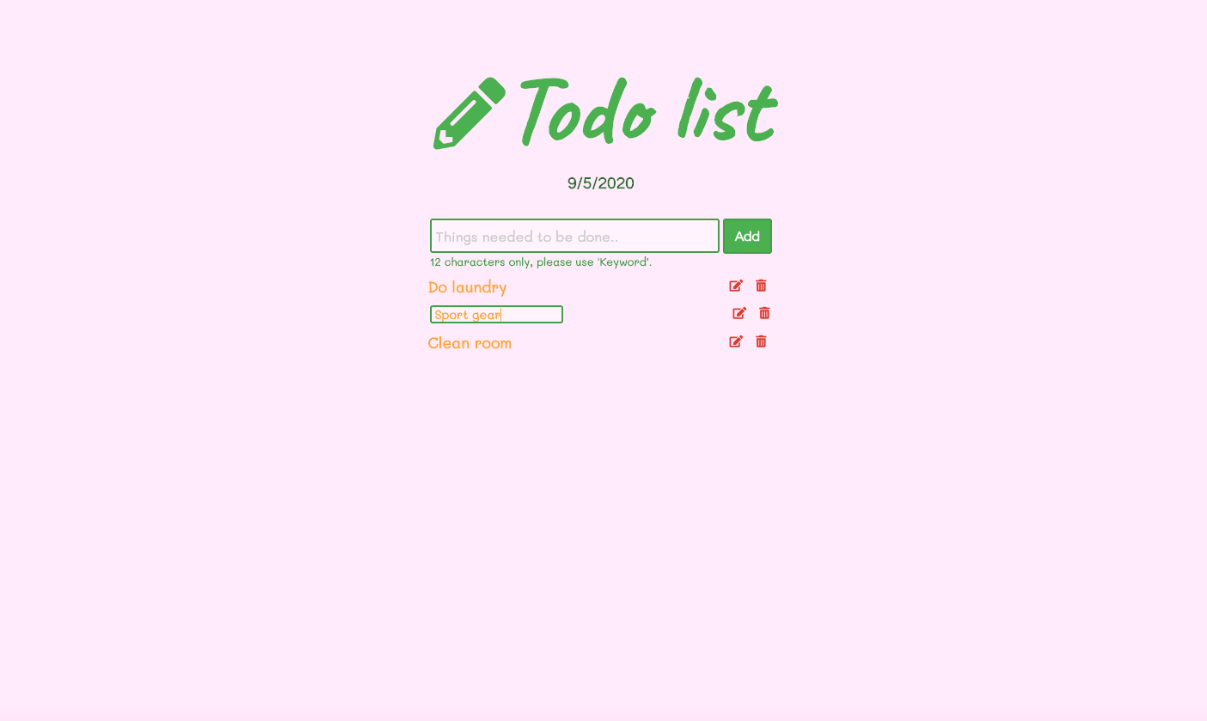 Todo list
9/5/2020
Things needed to be done..
Add
12 characters only, please use 'Keyword'.
Do laundry
Sport gear
Clean room